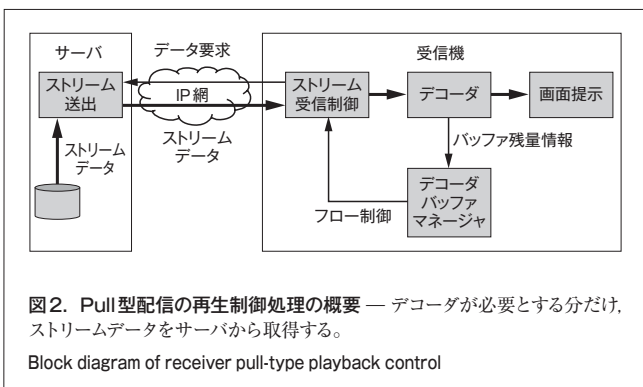 サーバ
データ要求
受信機
ストリーム
送出
IP網
ストリーム
受信制御
デコーダ
画面提示
ストリーム
データ
ストリーム
データ
バッファ残量情報
フロー制御
デコーダ
バッファ
マネージャ
図2. Pull型配信の再生制御処理の概要 — デコーダが必要とする分だけ,
ストリームデータをサーバから取得する。
Block diagram of receiver pull-type playback control